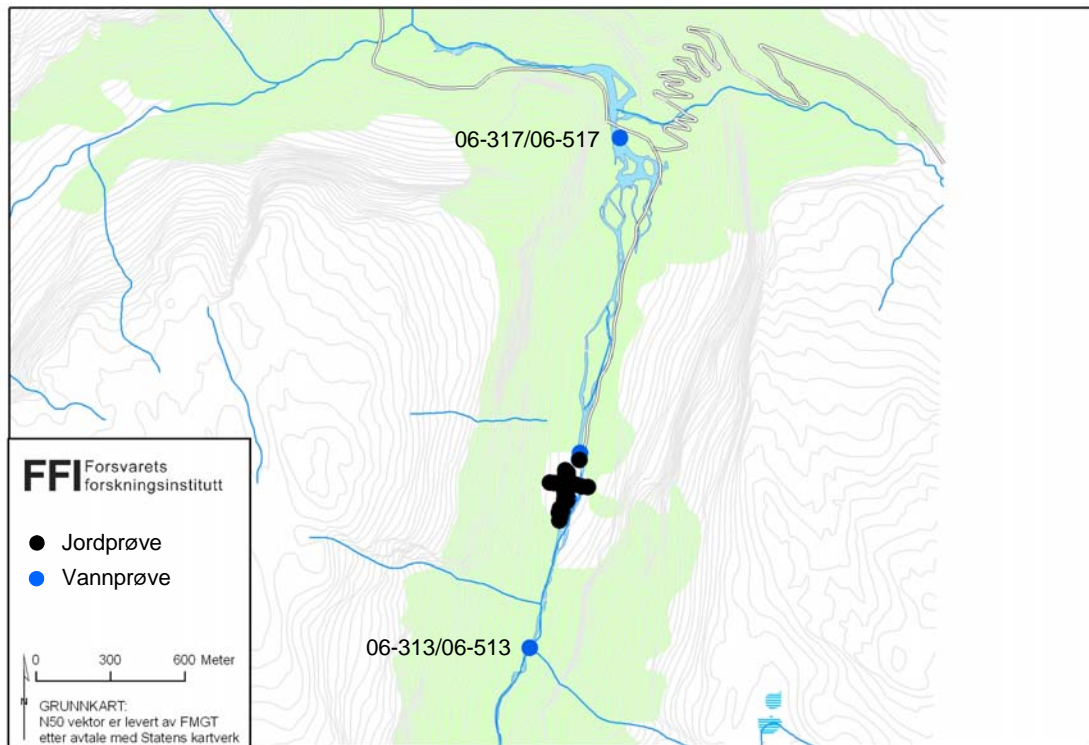 06-317/06-517
FFI Forsvarets
forskningsinstitutt
Jordprøve
Vannprøve
06-313/06-513
0 300 600 Meter
N
GRUNNKART:
N50 vektor er levert av FMGT
etter avtale med Statens kartverk